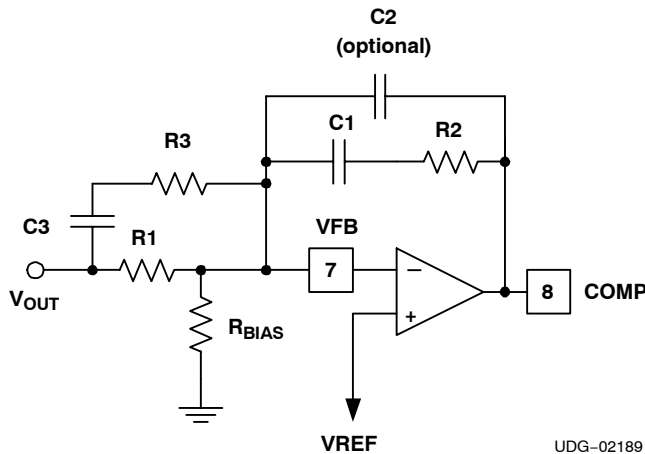 C2
(optional)
C1
R2
R3
C3
R1
VFB
7
−
+
8
COMP
VOUT
RBIAS
VREF
UDG−02189